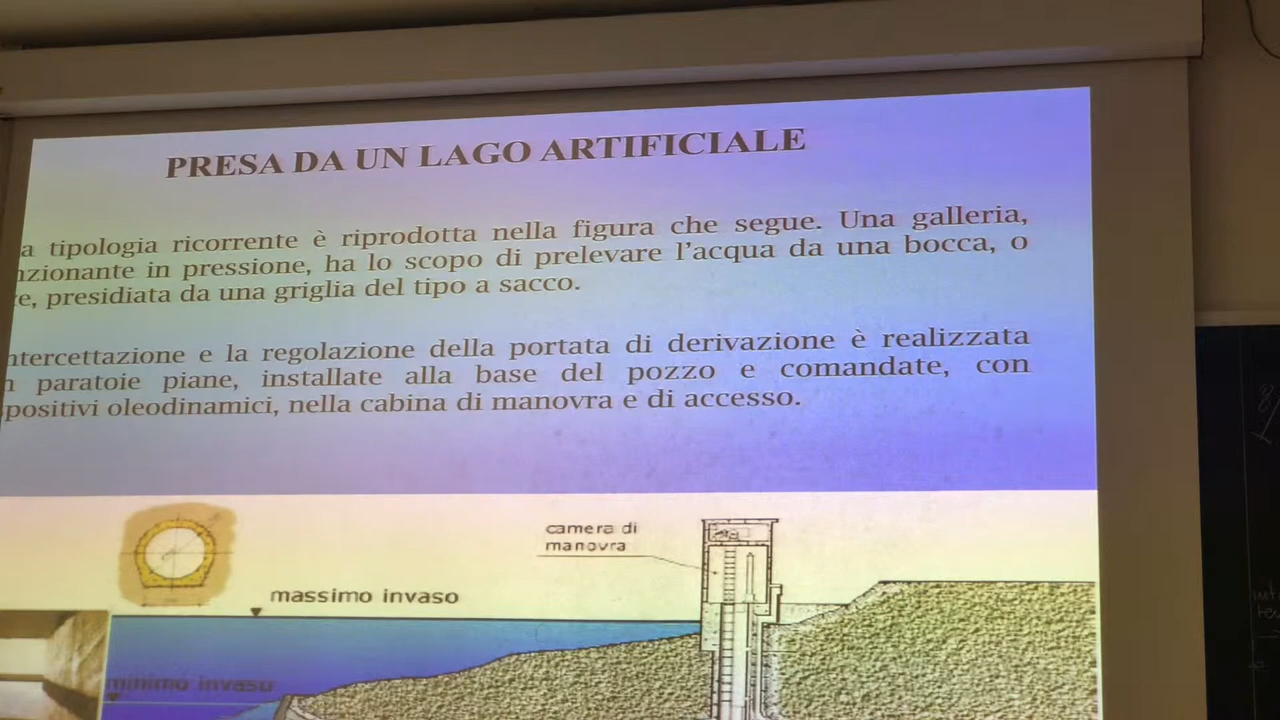 PRESA DA UN LAGO ARTIFICIALE
a tipologia ricorrente è riprodotta nella figura che segue. Una galleria,
nzionante in pressione, ha lo scopo di prelevare l'acqua da una bocca, o
e, presidiata da una griglia del tipo a sacco.
ntercettazione e la regolazione della portata di derivazione è realizzata
n paratoie piane, installate alla base del pozzo e comandate, con
positivi oleodinamici, nella cabina di manovra e di accesso.
camera di
manovra
massimo invaso
minimo invaso